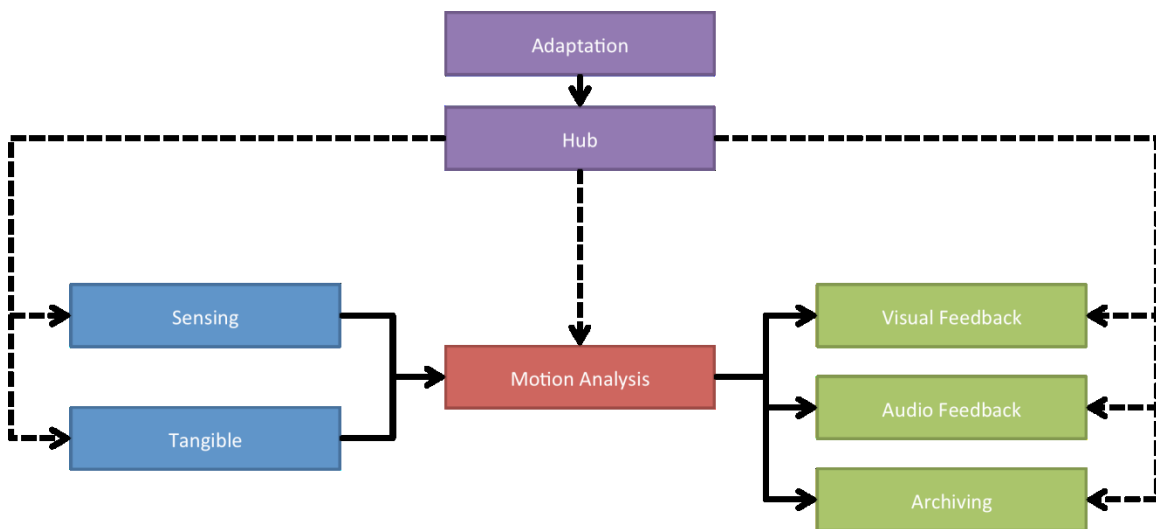 Adaptation
Hub
Sensing
Visual Feedback
Motion Analysis
Audio Feedback
Tangible
Archiving